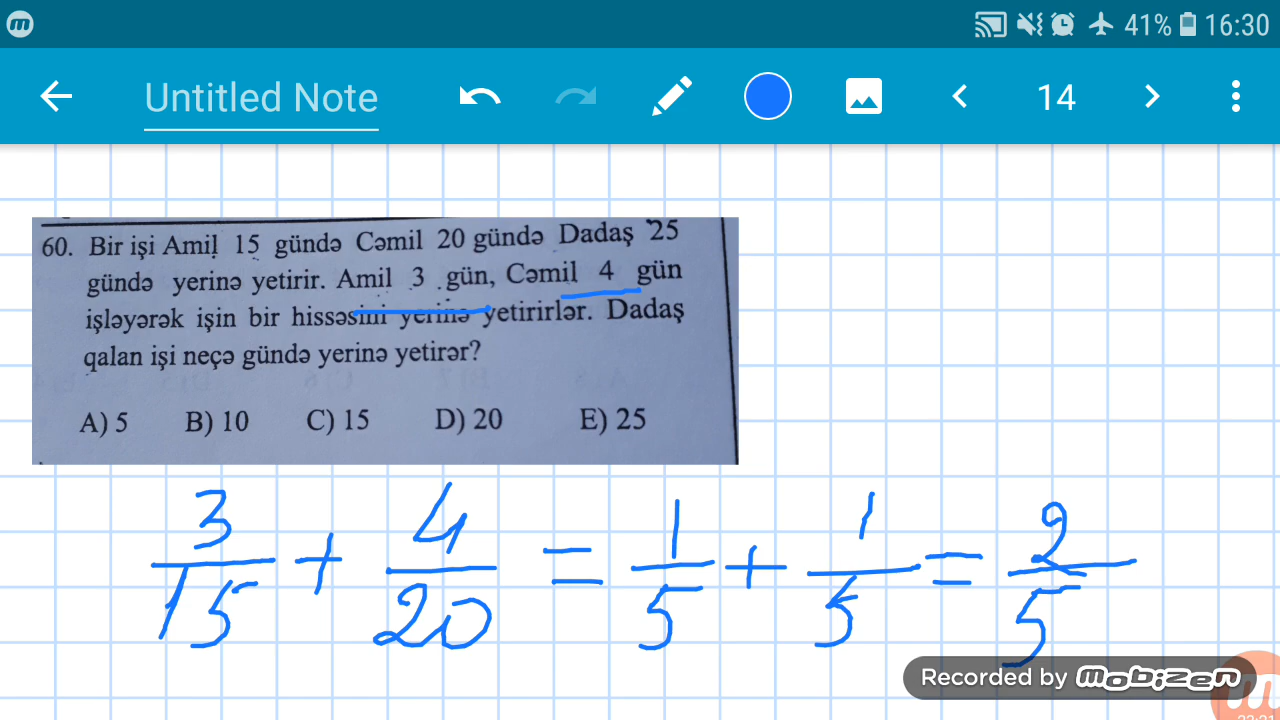 41% 16:30
Untitled Note 14
60. Bir işi Amil 15 gündə Cəmil 20 gündə Dadaş 25
gündə yerinə yetirir. Amil 3 gün, Cəmil 4 gün
işləyərək işin bir hissəsini yerinə yetirirlər. Dadaş
qalan işi neçə gündə yerinə yetirər?
A) 5 B) 10 C) 15 D) 20 E) 25
3/15 + 4/20 = 1/5 + 1/5 = 2/5
Recorded by mobizen